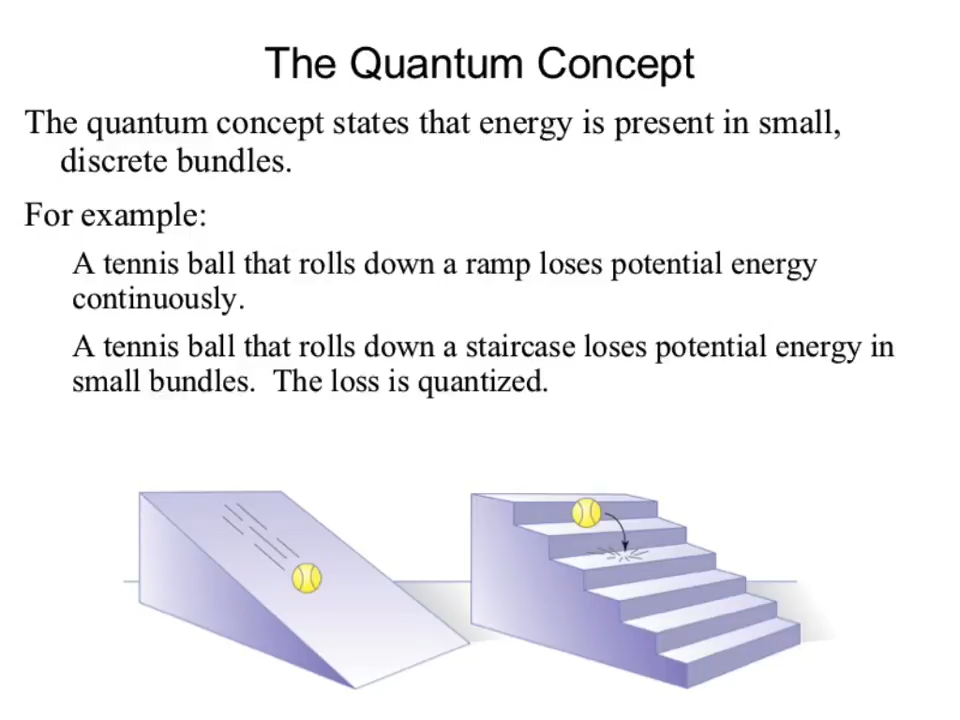 The Quantum Concept
The quantum concept states that energy is present in small,
discrete bundles.
For example:
A tennis ball that rolls down a ramp loses potential energy
continuously.
A tennis ball that rolls down a staircase loses potential energy in
small bundles.  The loss is quantized.